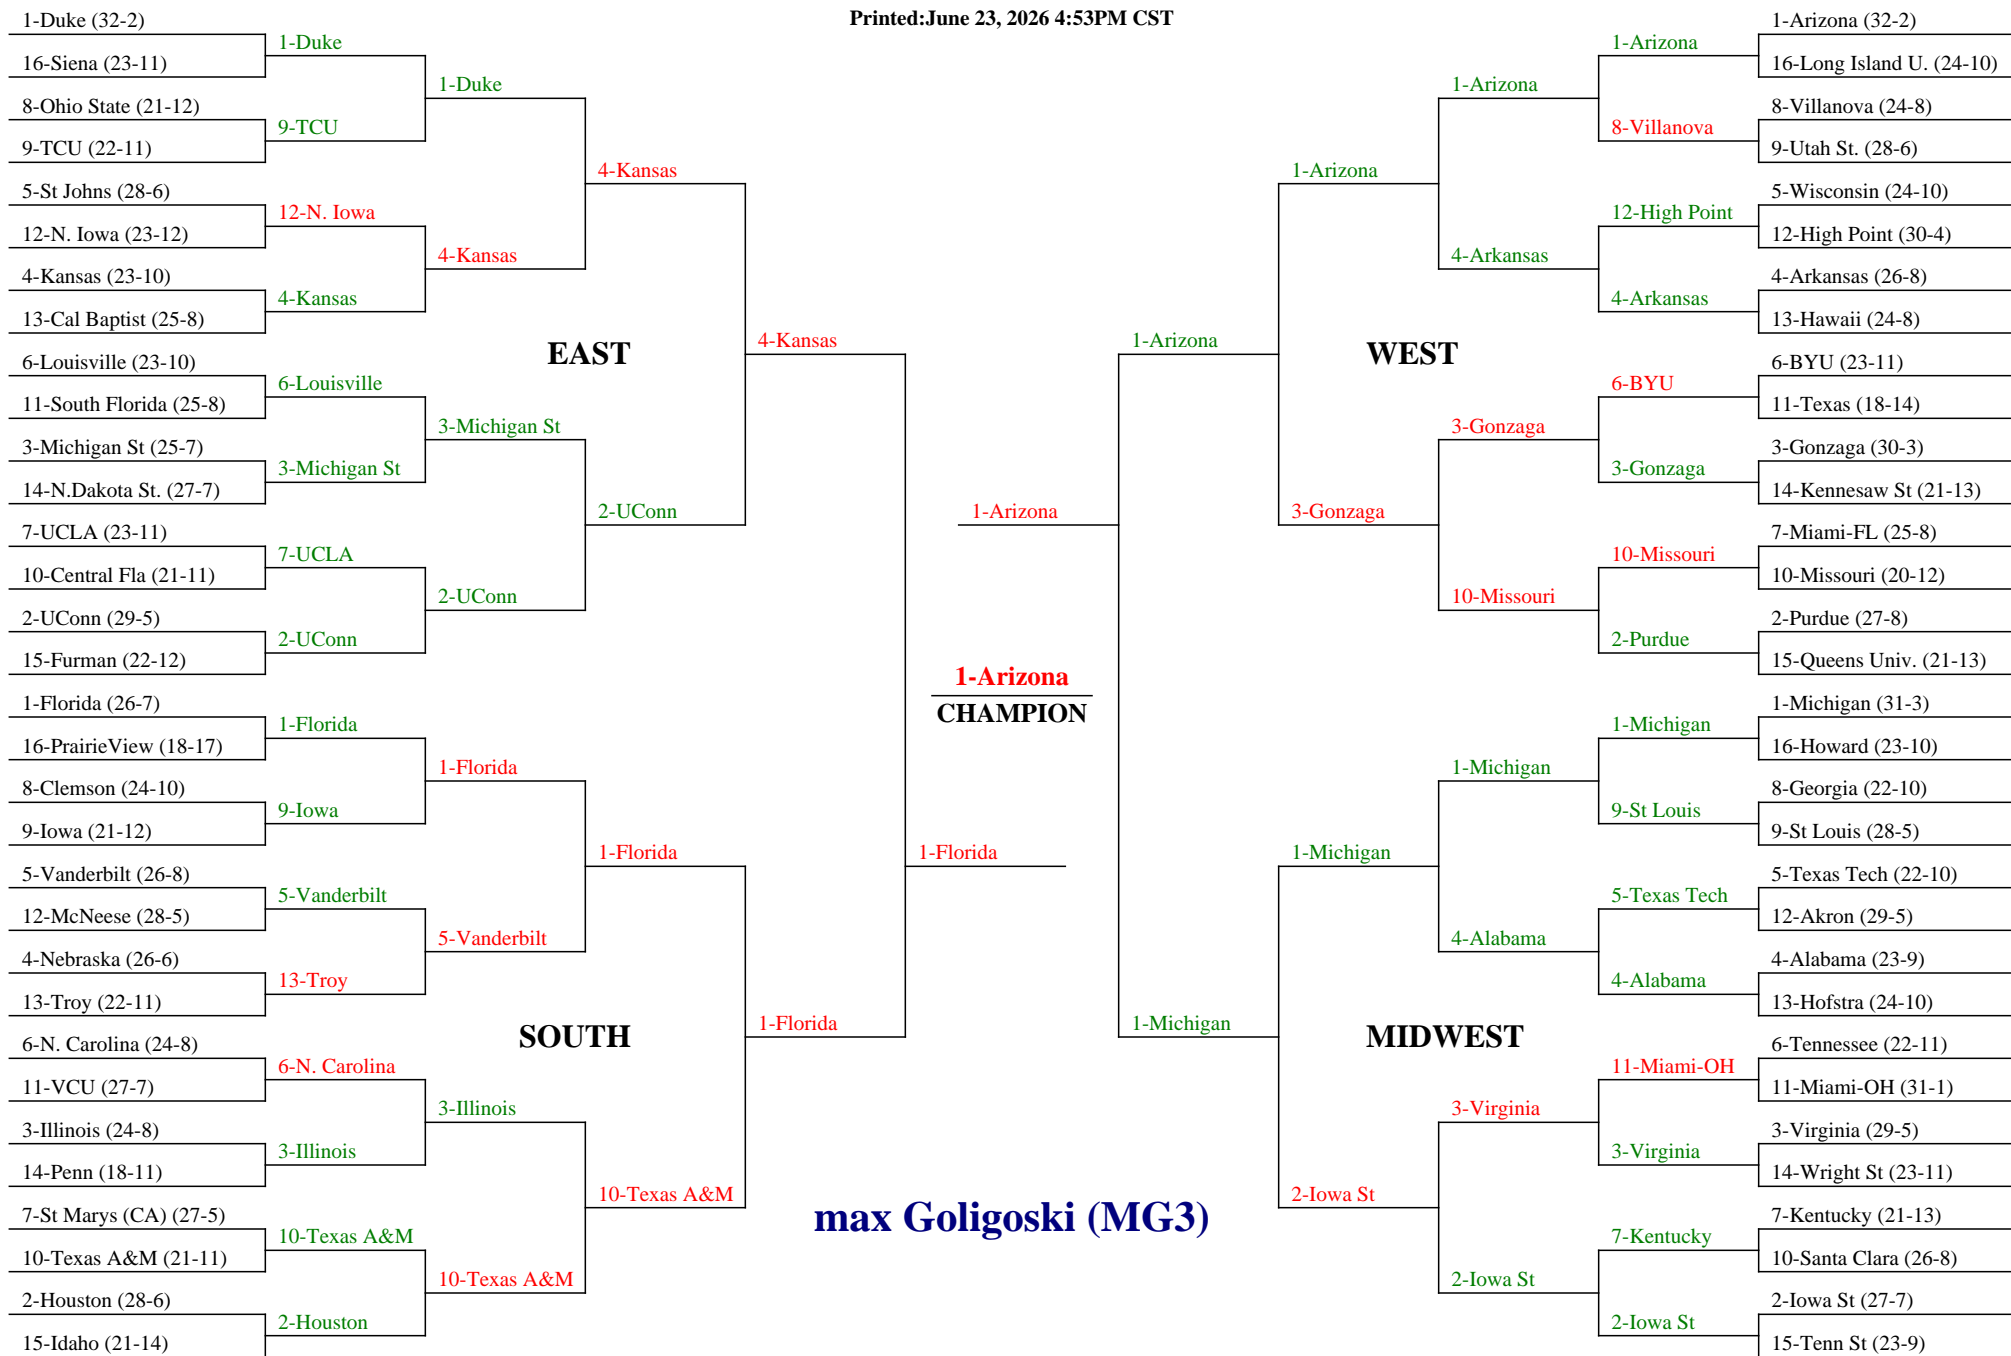 Printed:June 23, 2026 4:53PM CST
1-Duke (32-2)
16-Siena (23-11)
8-Ohio State (21-12)
9-TCU (22-11)
5-St Johns (28-6)
12-N. Iowa (23-12)
4-Kansas (23-10)
13-Cal Baptist (25-8)
6-Louisville (23-10)
11-South Florida (25-8)
3-Michigan St (25-7)
14-N.Dakota St. (27-7)
7-UCLA (23-11)
10-Central Fla (21-11)
2-UConn (29-5)
15-Furman (22-12)
1-Florida (26-7)
16-PrairieView (18-17)
8-Clemson (24-10)
9-Iowa (21-12)
5-Vanderbilt (26-8)
12-McNeese (28-5)
4-Nebraska (26-6)
13-Troy (22-11)
6-N. Carolina (24-8)
11-VCU (27-7)
3-Illinois (24-8)
14-Penn (18-11)
7-St Marys (CA) (27-5)
10-Texas A&M (21-11)
2-Houston (28-6)
15-Idaho (21-14)
1-Duke
9-TCU
12-N. Iowa
4-Kansas
6-Louisville
3-Michigan St
7-UCLA
2-UConn
1-Florida
9-Iowa
5-Vanderbilt
13-Troy
6-N. Carolina
3-Illinois
10-Texas A&M
2-Houston
1-Duke
4-Kansas
3-Michigan St
2-UConn
1-Florida
5-Vanderbilt
3-Illinois
10-Texas A&M
4-Kansas
2-UConn
1-Florida
10-Texas A&M
EAST
SOUTH
4-Kansas
1-Florida
1-Florida
1-Arizona
1-Arizona
CHAMPION
max Goligoski (MG3)
1-Arizona
1-Michigan
WEST
MIDWEST
1-Arizona
3-Gonzaga
1-Michigan
2-Iowa St
1-Arizona
4-Arkansas
3-Gonzaga
10-Missouri
1-Michigan
4-Alabama
3-Virginia
2-Iowa St
1-Arizona
8-Villanova
12-High Point
4-Arkansas
6-BYU
3-Gonzaga
10-Missouri
2-Purdue
1-Michigan
9-St Louis
5-Texas Tech
4-Alabama
11-Miami-OH
3-Virginia
7-Kentucky
2-Iowa St
1-Arizona (32-2)
16-Long Island U. (24-10)
8-Villanova (24-8)
9-Utah St. (28-6)
5-Wisconsin (24-10)
12-High Point (30-4)
4-Arkansas (26-8)
13-Hawaii (24-8)
6-BYU (23-11)
11-Texas (18-14)
3-Gonzaga (30-3)
14-Kennesaw St (21-13)
7-Miami-FL (25-8)
10-Missouri (20-12)
2-Purdue (27-8)
15-Queens Univ. (21-13)
1-Michigan (31-3)
16-Howard (23-10)
8-Georgia (22-10)
9-St Louis (28-5)
5-Texas Tech (22-10)
12-Akron (29-5)
4-Alabama (23-9)
13-Hofstra (24-10)
6-Tennessee (22-11)
11-Miami-OH (31-1)
3-Virginia (29-5)
14-Wright St (23-11)
7-Kentucky (21-13)
10-Santa Clara (26-8)
2-Iowa St (27-7)
15-Tenn St (23-9)